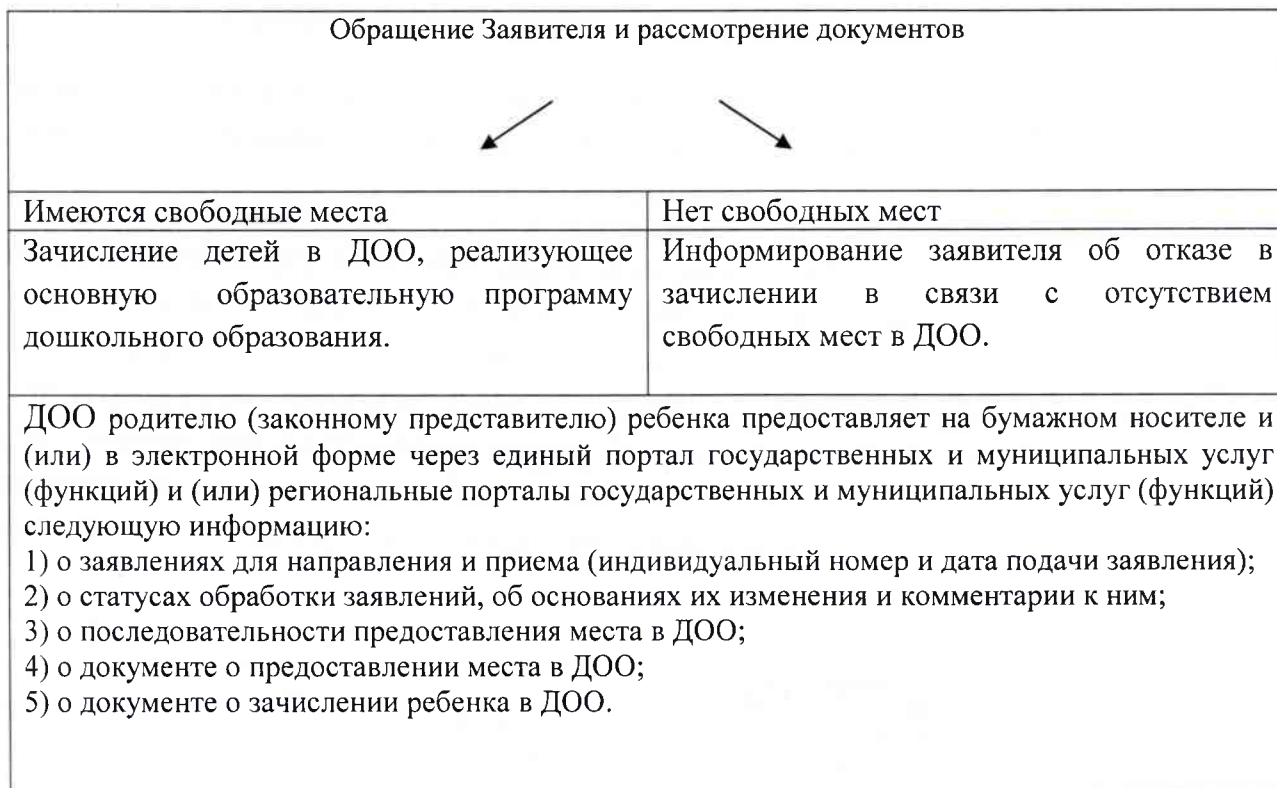 Обращение Заявителя и рассмотрение документов
Имеются свободные места
Нет свободных мест
Зачисление детей в ДОО, реализующее
основную образовательную программу
дошкольного образования.
Информирование заявителя об отказе в
зачислении в связи с отсутствием
свободных мест в ДОО.
ДОО родителю (законному представителю) ребенка предоставляет на бумажном носителе и
(или) в электронной форме через единый портал государственных и муниципальных услуг
(функций) и (или) региональные порталы государственных и муниципальных услуг (функций)
следующую информацию:
1) о заявлениях для направления и приема (индивидуальный номер и дата подачи заявления);
2) о статусах обработки заявлений, об основаниях их изменения и комментарии к ним;
3) о последовательности предоставления места в ДОО;
4) о документе о предоставлении места в ДОО;
5) о документе о зачислении ребенка в ДОО.